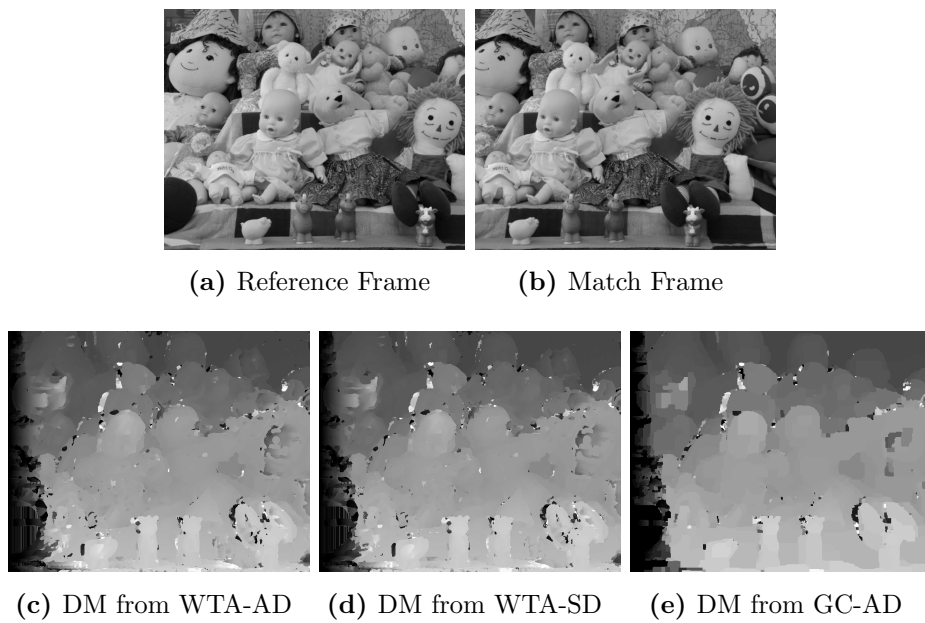 (a) Reference Frame
(b) Match Frame
(c) DM from WTA-AD
(d) DM from WTA-SD
(e) DM from GC-AD